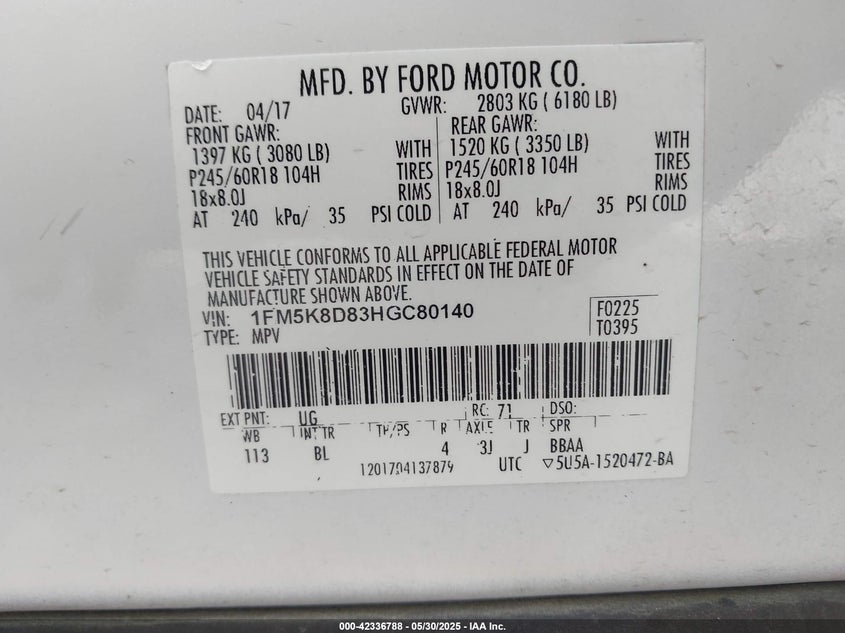 MFD. BY FORD MOTOR CO.
DATE: 04/17 GVWR: 2803 KG ( 6180 LB)
FRONT GAWR: REAR GAWR:
1397 KG ( 3080 LB) WITH 1520 KG ( 3350 LB) WITH
P245/60R18 104H TIRES P245/60R18 104H TIRES
18x8.0J RIMS 18x8.0J RIMS
AT 240 kPa/ 35 PSI COLD AT 240 kPa/ 35 PSI COLD
THIS VEHICLE CONFORMS TO ALL APPLICABLE FEDERAL MOTOR
VEHICLE SAFETY STANDARDS IN EFFECT ON THE DATE OF
MANUFACTURE SHOWN ABOVE.
VIN: 1FM5K8D83HGC80140 F0225
TYPE: MPV T0395
EXT PNT: UG RC: 71 DSO:
WB INT TR TP/PS R AXLE TR SPR
113 BL 4 3J J BBAA
1201704137879 UTC ▽5U5A-1520472-BA
000-42336788 — 05/30/2025 — IAA Inc.